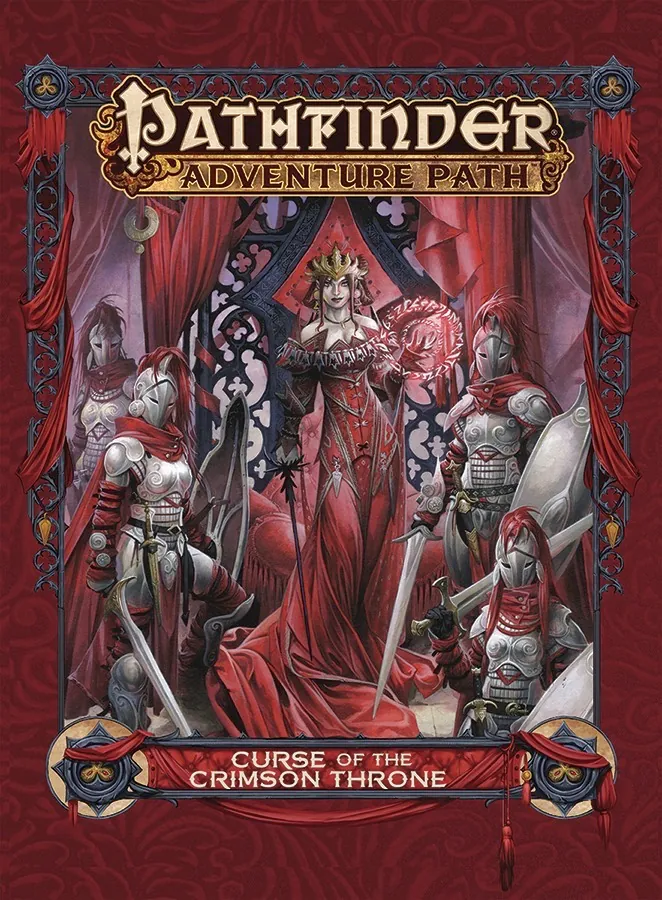 PATHFINDER®
ADVENTURE PATH
CURSE OF THE
CRIMSON THRONE